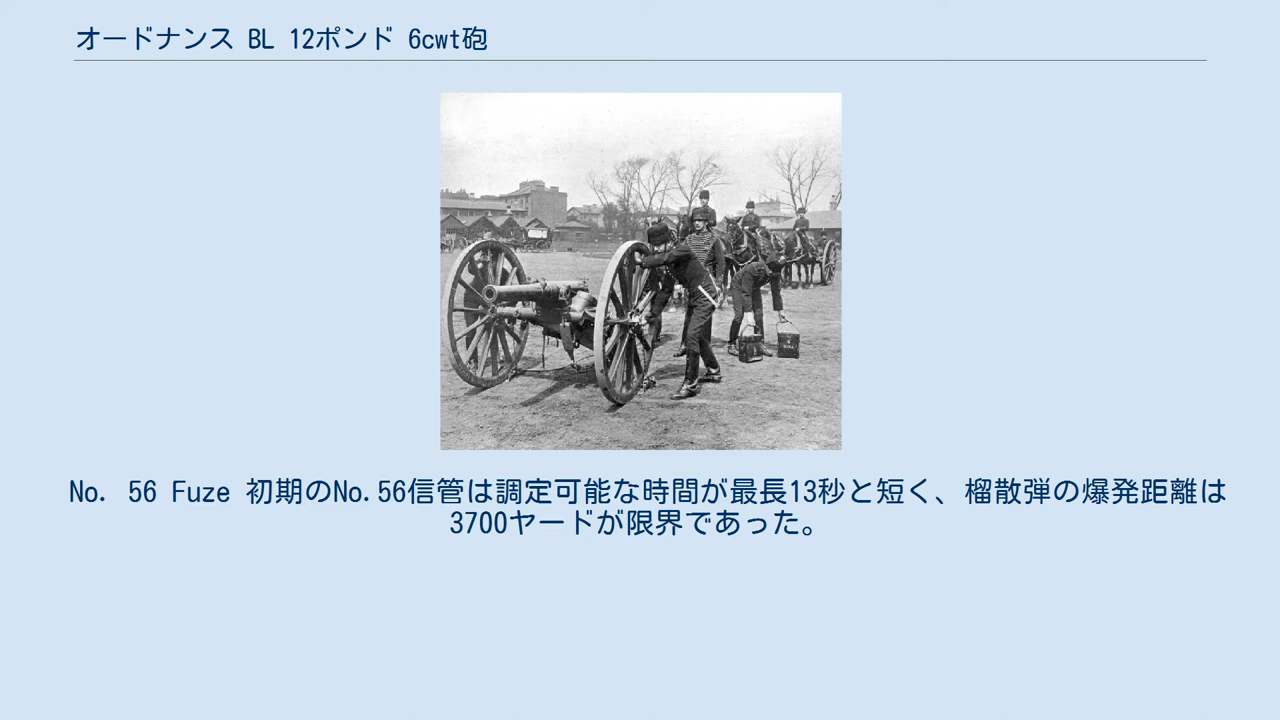 オードナンス BL 12ポンド 6cwt砲
No. 56 Fuze 初期のNo.56信管は調定可能な時間が最長13秒と短く、榴散弾の爆発距離は
3700ヤードが限界であった。